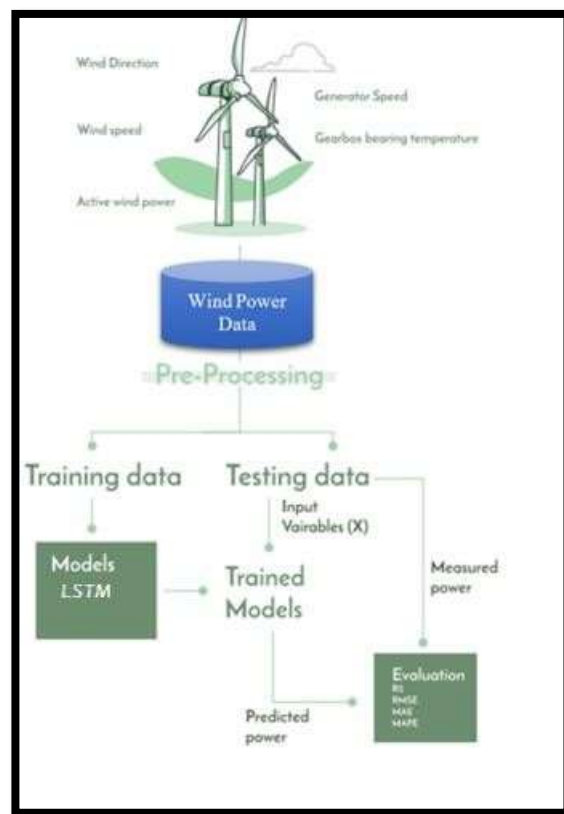 Wind Direction
Generator Speed
Wind speed
Gearbox bearing temperature
Active wind power
Wind Power
Data
Pre-Processing
Training data
Testing data
Input
Vairables (X)
Models
LSTM
Trained
Models
Measured
power
Evaluation
RMSE
MAE
MAPE
Predicted
power